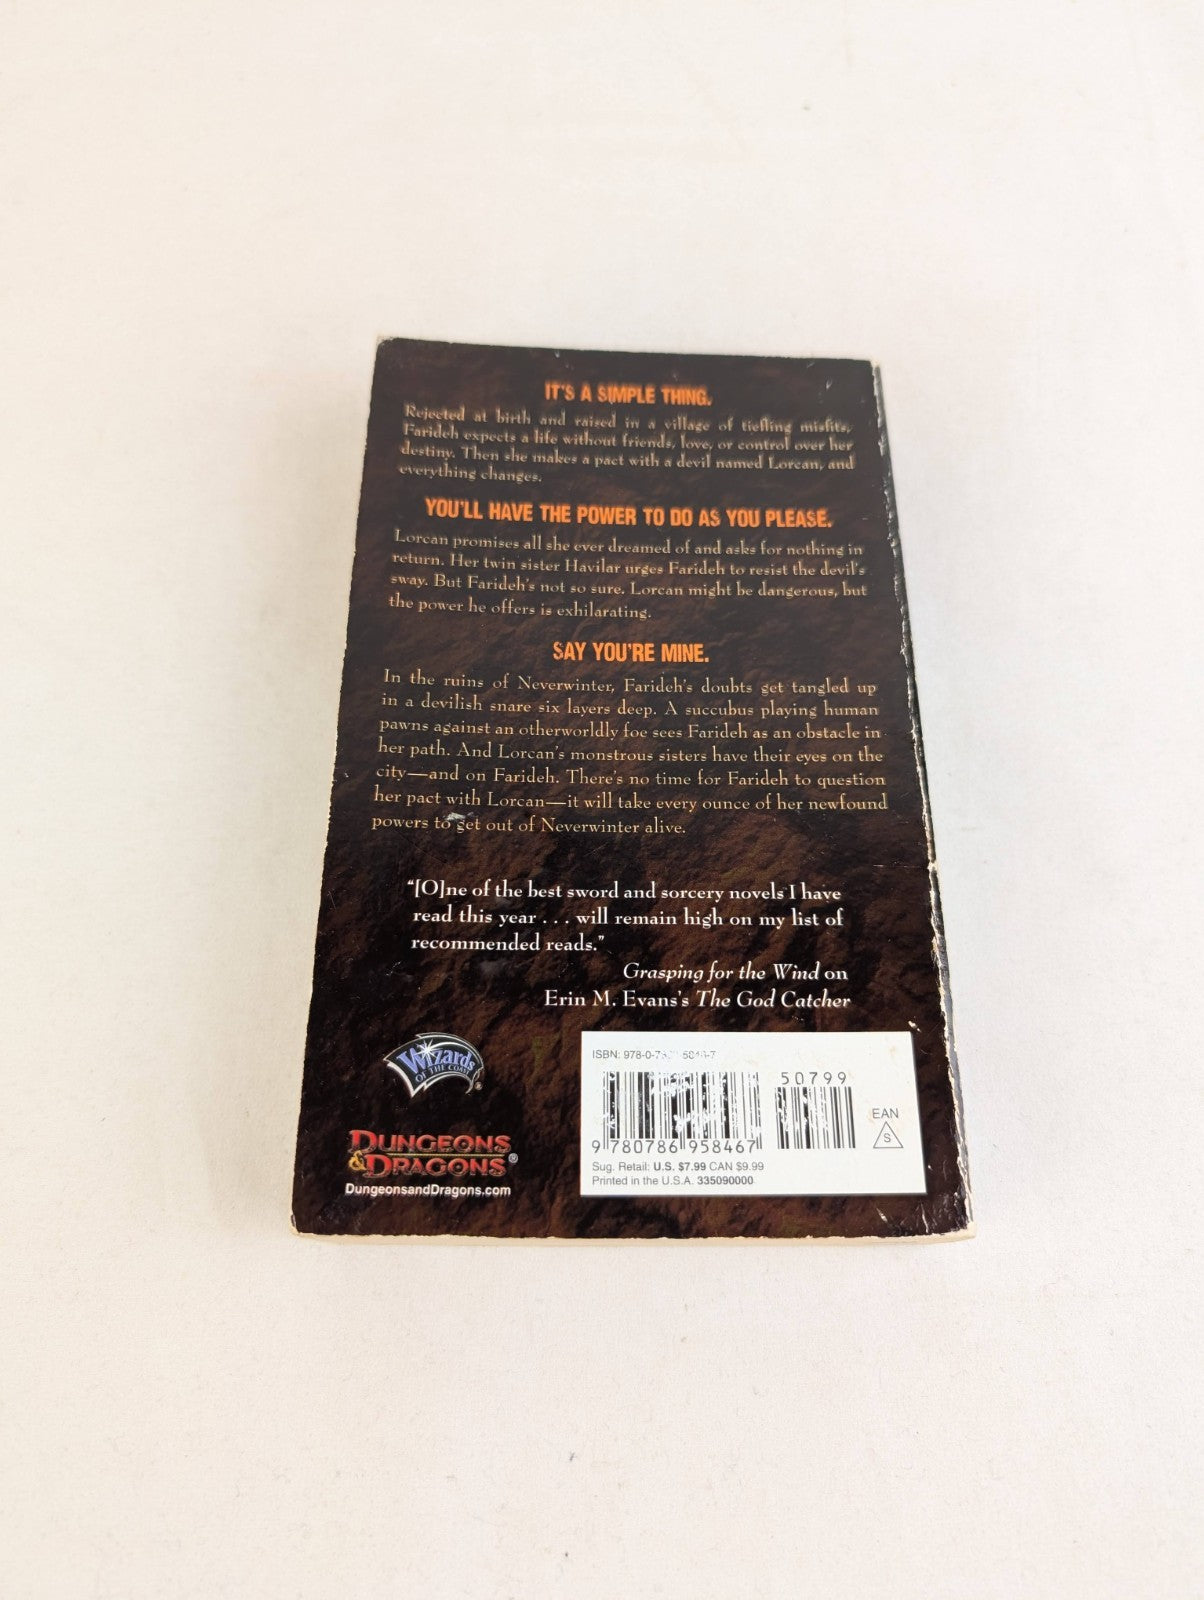 IT'S A SIMPLE THING.
Rejected at birth and raised in a village of tiefling misfits,
Farideh expects a life without friends, love, or control over her
destiny. Then she makes a pact with a devil named Lorcan, and
everything changes.
YOU'LL HAVE THE POWER TO DO AS YOU PLEASE.
Lorcan promises all she ever dreamed of and asks for nothing in
return. Her twin sister Havilar urges Farideh to resist the devil's
sway. But Farideh's not so sure. Lorcan might be dangerous, but
the power he offers is exhilarating.
SAY YOU'RE MINE.
In the ruins of Neverwinter, Farideh's doubts get tangled up
in a devilish snare six layers deep. A succubus playing human
pawns against an otherworldly foe sees Farideh as an obstacle in
her path. And Lorcan's monstrous sisters have their eyes on the
city—and on Farideh. There's no time for Farideh to question
her pact with Lorcan—it will take every ounce of her newfound
powers to get out of Neverwinter alive.
"[O]ne of the best sword and sorcery novels I have
read this year . . . will remain high on my list of
recommended reads."
Grasping for the Wind on
Erin M. Evans's The God Catcher
Wizards
OF THE COAST
®
DUNGEONS
& DRAGONS®
DungeonsandDragons.com
ISBN: 978-0-7
50799
9 780786 958467
EAN
S
Sug. Retail: U.S. $7.99 CAN $9.99
Printed in the U.S.A. 335090000